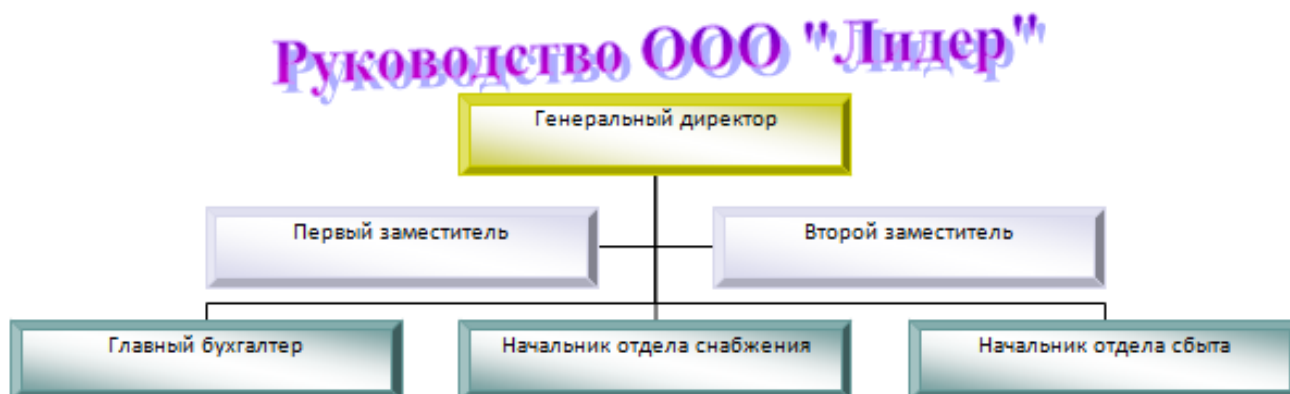 Руководство ООО "Лидер"
Генеральный директор
Первый заместитель
Второй заместитель
Главный бухгалтер
Начальник отдела снабжения
Начальник отдела сбыта